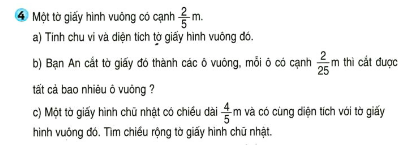 4 Một tờ giấy hình vuông có cạnh 2/5 m.
a) Tính chu vi và diện tích tờ giấy hình vuông đó.
b) Bạn An cắt tờ giấy đó thành các ô vuông, mỗi ô có cạnh 2/25 m thì cắt được
tất cả bao nhiêu ô vuông ?
c) Một tờ giấy hình chữ nhật có chiều dài 4/5 m và có cùng diện tích với tờ giấy
hình vuông đó. Tìm chiều rộng tờ giấy hình chữ nhật.